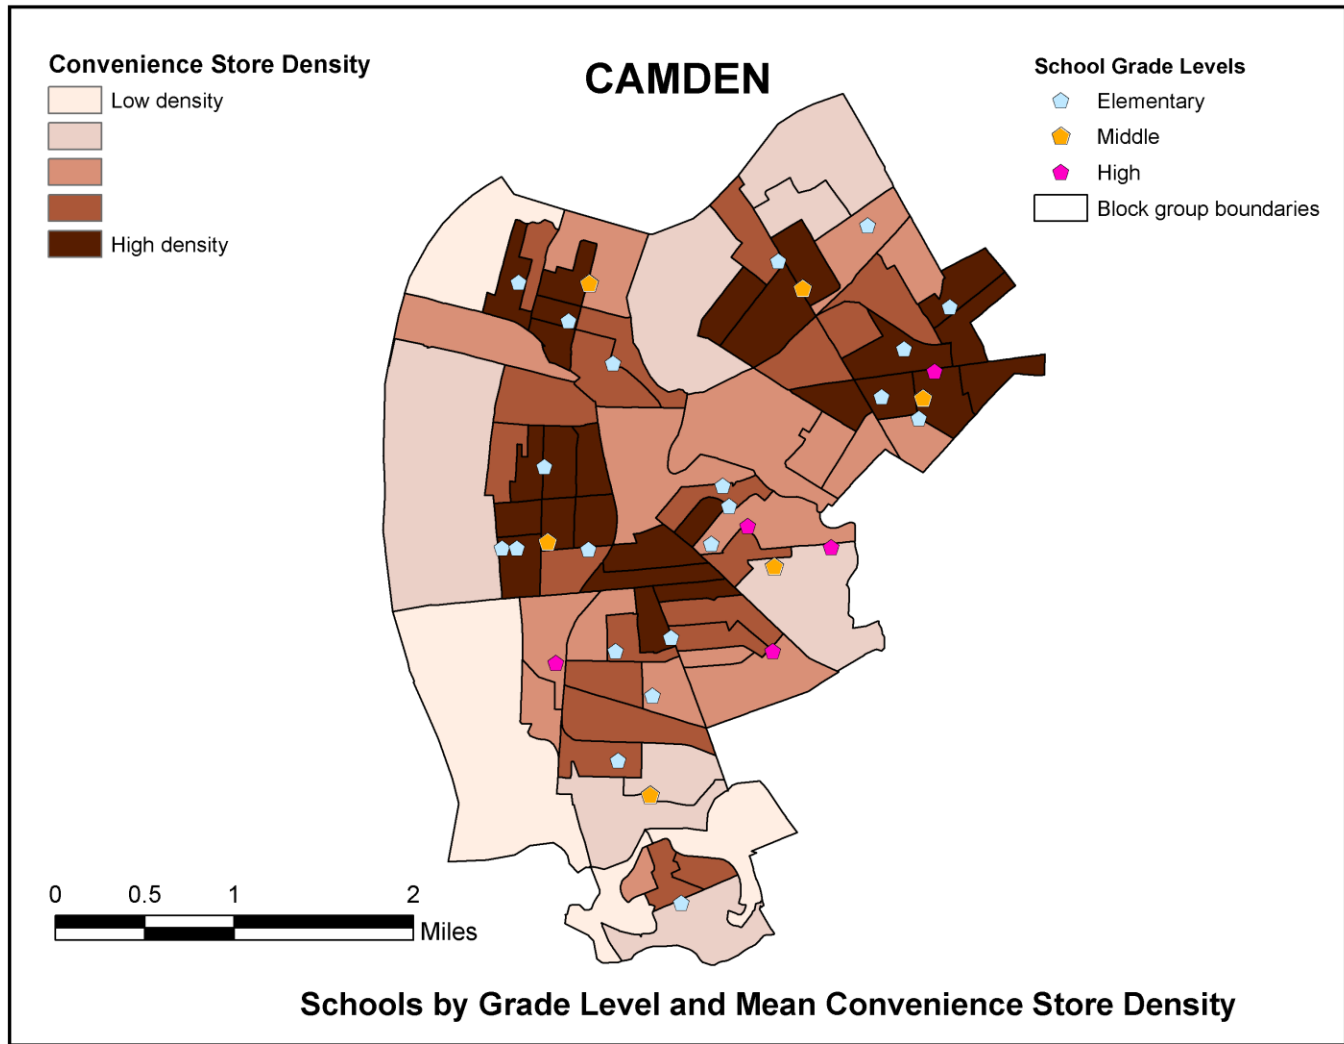 CAMDEN
Convenience Store Density
Low density
High density
School Grade Levels
Elementary
Middle
High
Block group boundaries
0 0.5 1 2
Miles
Schools by Grade Level and Mean Convenience Store Density